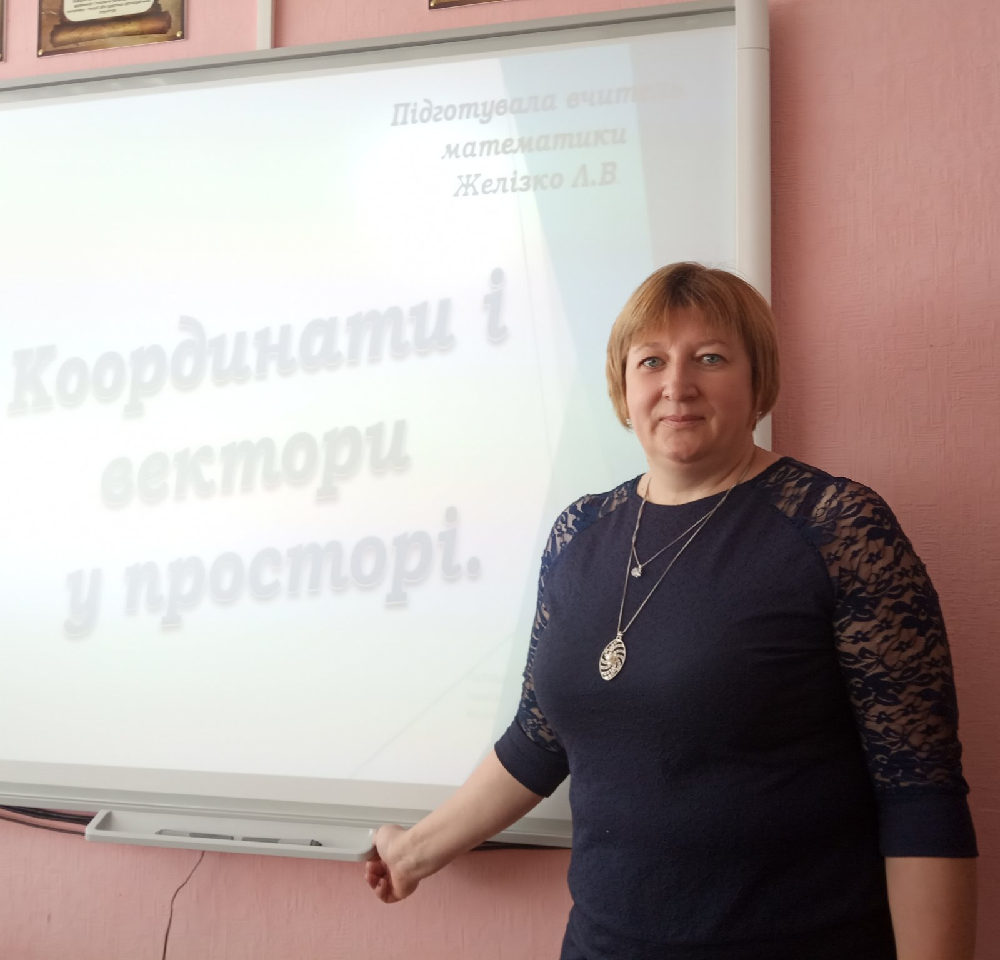 Підготувала вчитель
математики
Желізко Л.В
Координати і
вектори
у просторі.